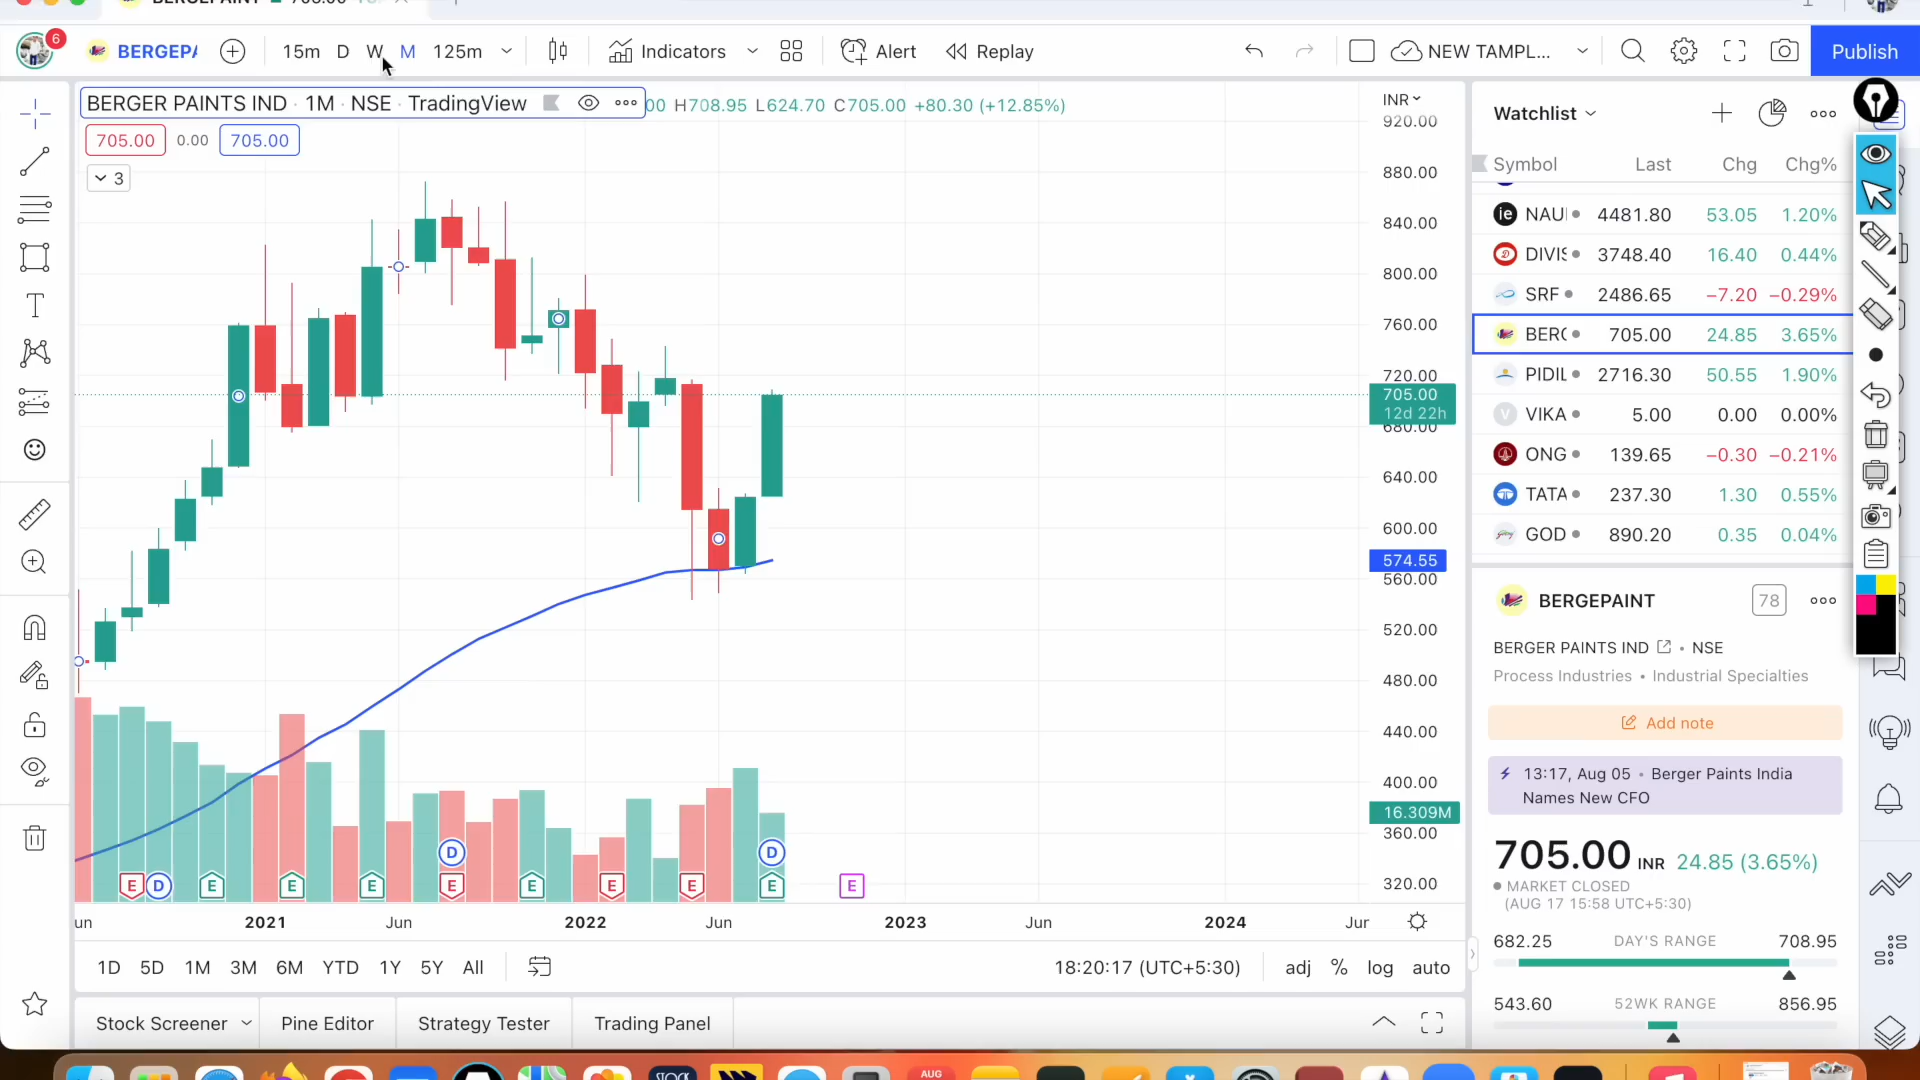 6
BERGEPA
15m D W M 125m
Indicators
Alert
Replay
NEW TAMPL...
Publish
BERGER PAINTS IND · 1M · NSE · TradingView
00 H708.95 L624.70 C705.00 +80.30 (+12.85%)
705.00 0.00 705.00
3
INR
920.00
880.00
840.00
800.00
760.00
720.00
705.00
12d 22h
680.00
640.00
600.00
574.55
560.00
520.00
480.00
440.00
400.00
16.309M
360.00
320.00
D D
E D E E E E E E E E E
un 2021 Jun 2022 Jun 2023 Jun 2024 Jur
1D 5D 1M 3M 6M YTD 1Y 5Y All
18:20:17 (UTC+5:30) adj % log auto
Stock Screener Pine Editor Strategy Tester Trading Panel
Watchlist
Symbol Last Chg Chg%
NAUI 4481.80 53.05 1.20%
DIVIS 3748.40 16.40 0.44%
SRF 2486.65 −7.20 −0.29%
BERG 705.00 24.85 3.65%
PIDIL 2716.30 50.55 1.90%
V VIKA 5.00 0.00 0.00%
ONG 139.65 −0.30 −0.21%
TATA 237.30 1.30 0.55%
GOD 890.20 0.35 0.04%
BERGEPAINT 78
BERGER PAINTS IND • NSE
Process Industries • Industrial Specialties
Add note
13:17, Aug 05 • Berger Paints India
Names New CFO
705.00 INR 24.85 (3.65%)
MARKET CLOSED
(AUG 17 15:58 UTC+5:30)
682.25 DAY'S RANGE 708.95
543.60 52WK RANGE 856.95
STOCK
AUG